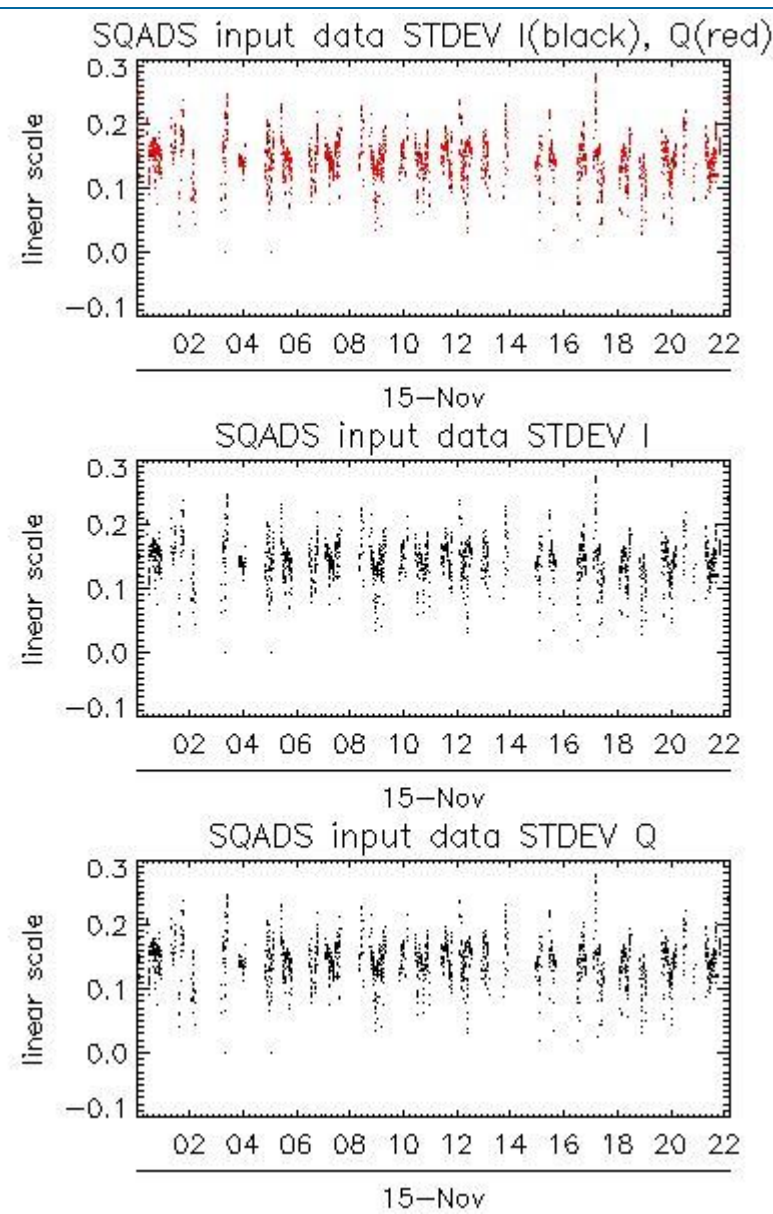 SQADS input data STDEV I(black), Q(red)
0.3
0.2
0.1
0.0
−0.1
linear scale
02 04 06 08 10 12 14 16 18 20 22
15−Nov
SQADS input data STDEV I
0.3
0.2
0.1
0.0
−0.1
linear scale
02 04 06 08 10 12 14 16 18 20 22
15−Nov
SQADS input data STDEV Q
0.3
0.2
0.1
0.0
−0.1
linear scale
02 04 06 08 10 12 14 16 18 20 22
15−Nov